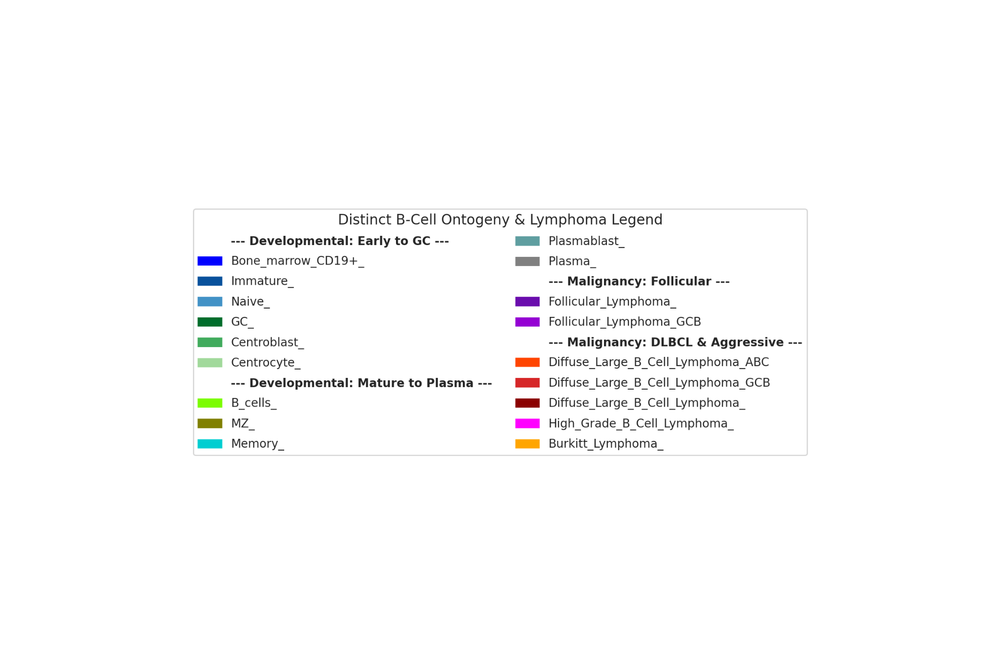 Distinct B-Cell Ontogeny & Lymphoma Legend
--- Developmental: Early to GC ---
Bone_marrow_CD19+_
Immature_
Naive_
GC_
Centroblast_
Centrocyte_
--- Developmental: Mature to Plasma ---
B_cells_
MZ_
Memory_
Plasmablast_
Plasma_
--- Malignancy: Follicular ---
Follicular_Lymphoma_
Follicular_Lymphoma_GCB
--- Malignancy: DLBCL & Aggressive ---
Diffuse_Large_B_Cell_Lymphoma_ABC
Diffuse_Large_B_Cell_Lymphoma_GCB
Diffuse_Large_B_Cell_Lymphoma_
High_Grade_B_Cell_Lymphoma_
Burkitt_Lymphoma_